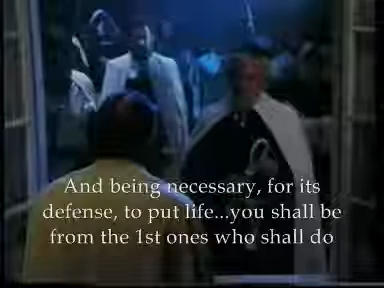 And being necessary, for its
defense, to put life...you shall be
from the 1st ones who shall do